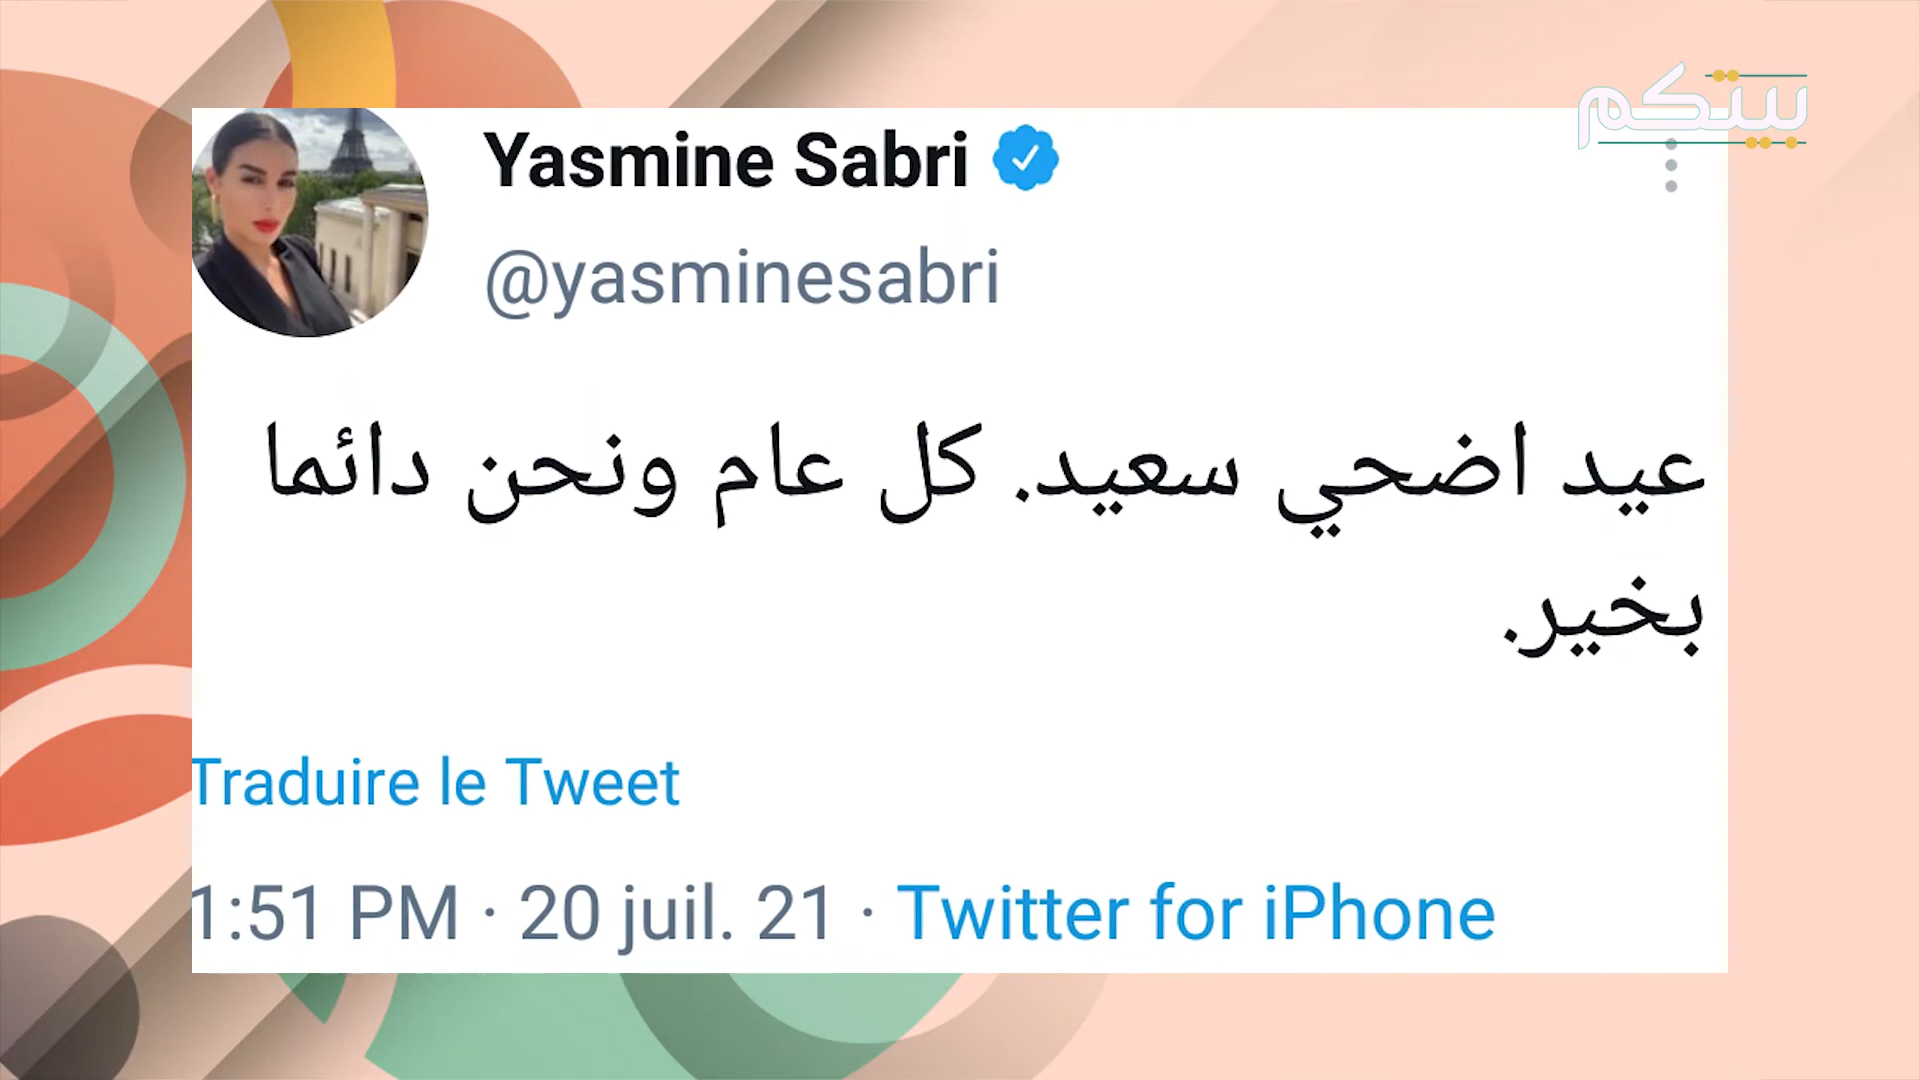 بيتكم
Yasmine Sabri
@yasminesabri
عيد اضحي سعيد. كل عام ونحن دائما
بخير.
Traduire le Tweet
1:51 PM · 20 juil. 21 · Twitter for iPhone